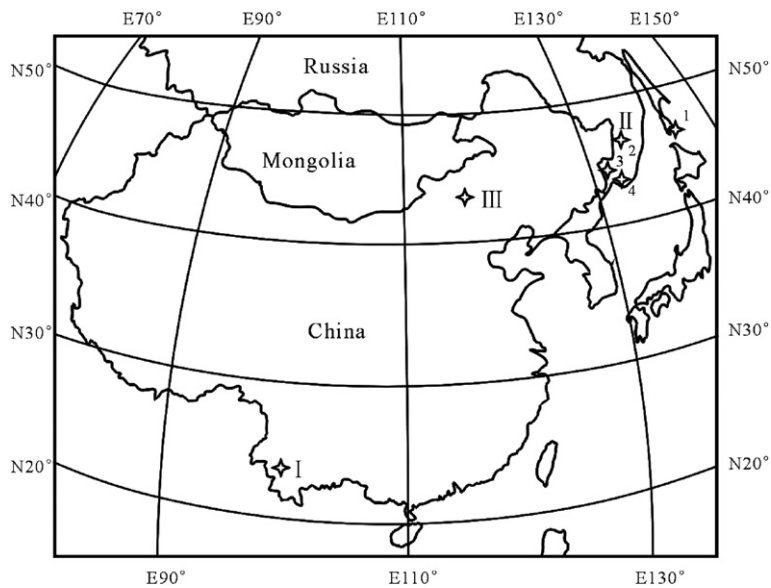 E70° E90° E110° E130° E150°
N50° Russia N50°
1
II
2
Mongolia
3
4
N40° III N40°
N30° China N30°
N20° I N20°
E90° E110° E130°